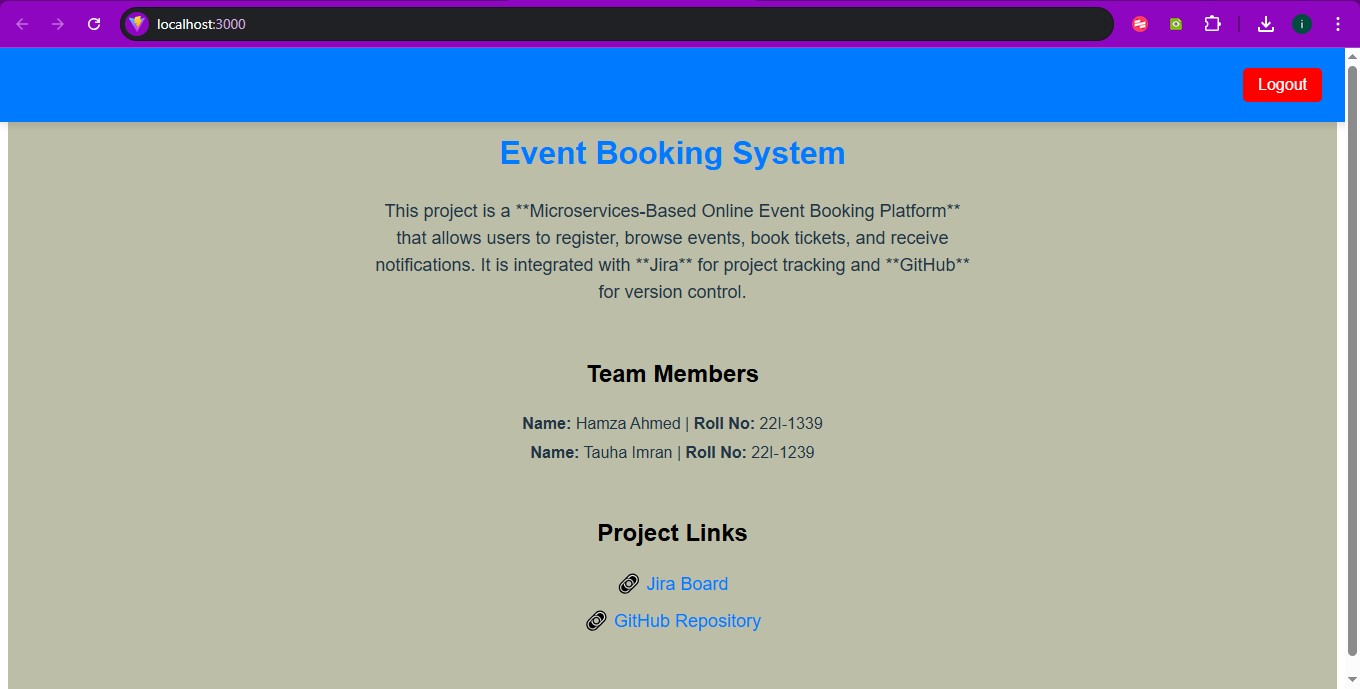 localhost:3000
i
Logout
Event Booking System
This project is a **Microservices-Based Online Event Booking Platform**
that allows users to register, browse events, book tickets, and receive
notifications. It is integrated with **Jira** for project tracking and **GitHub**
for version control.
Team Members
Name: Hamza Ahmed | Roll No: 22I-1339
Name: Tauha Imran | Roll No: 22I-1239
Project Links
Jira Board
GitHub Repository